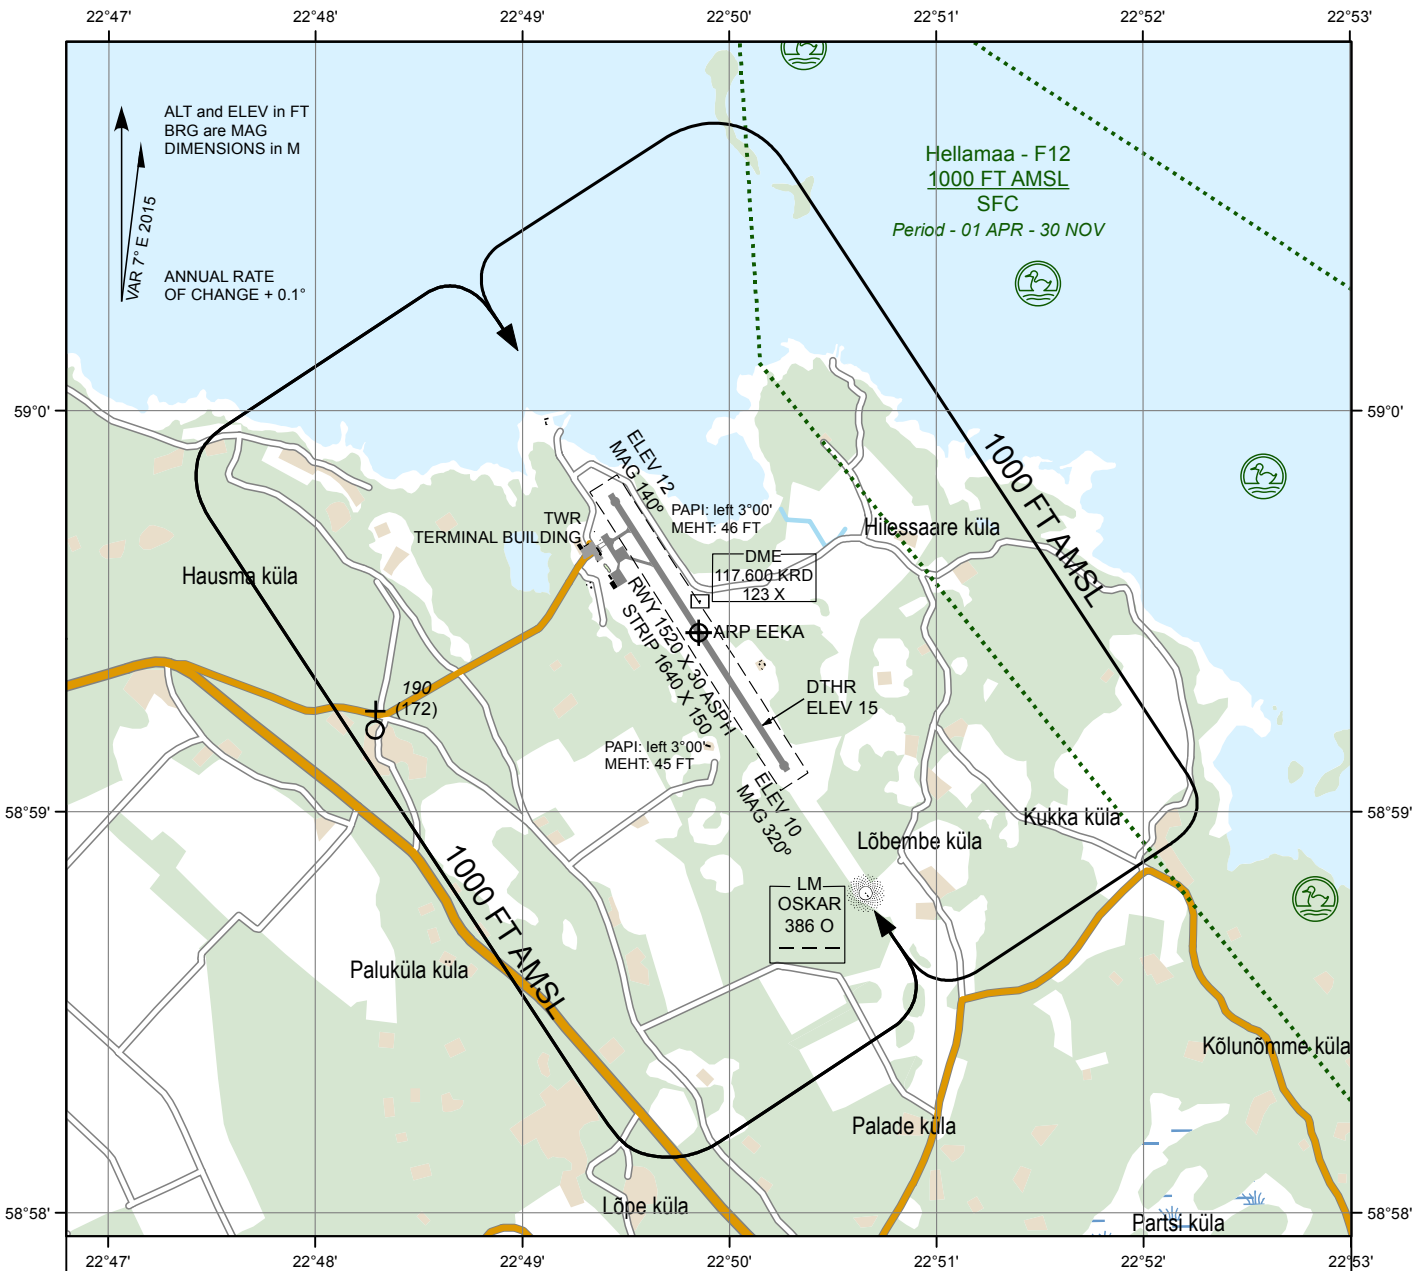 22°47' 22°48' 22°49' 22°50' 22°51' 22°52' 22°53'
ALT and ELEV in FT
BRG are MAG
DIMENSIONS in M
VAR 7° E 2015
ANNUAL RATE
OF CHANGE + 0.1°
Hellamaa - F12
1000 FT AMSL
SFC
Period - 01 APR - 30 NOV
59°0' 59°0'
1000 FT AMSL
ELEV 12
MAG 140º
PAPI: left 3°00'
MEHT: 46 FT
TWR
TERMINAL BUILDING
Hilessaare küla
DME
117.600 KRD
123 X
Hausma küla
RWY 1520 X 30 ASPH
STRIP 1640 X 150
ARP EEKA
190
(172)
DTHR
ELEV 15
PAPI: left 3°00'
MEHT: 45 FT
ELEV 10
MAG 320º
58°59' 58°59'
Kukka küla
Lõbembe küla
1000 FT AMSL
LM
OSKAR
386 O
Paluküla küla
Kõlunõmme küla
Palade küla
Lõpe küla
Partsi küla
58°58' 58°58'
22°47' 22°48' 22°49' 22°50' 22°51' 22°52' 22°53'